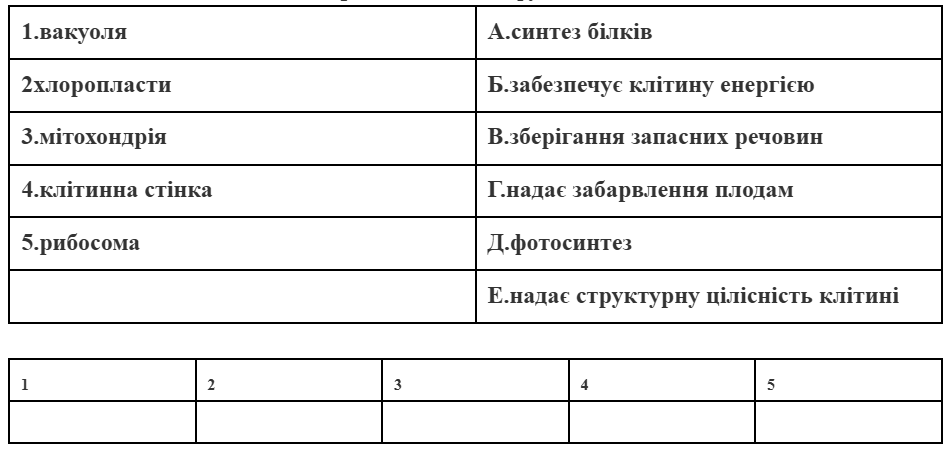 1.вакуоля
А.синтез білків
2хлоропласти
Б.забезпечує клітину енергією
3.мітохондрія
В.зберігання запасних речовин
4.клітинна стінка
Г.надає забарвлення плодам
5.рибосома
Д.фотосинтез
Е.надає структурну цілісність клітині
1 2 3 4 5